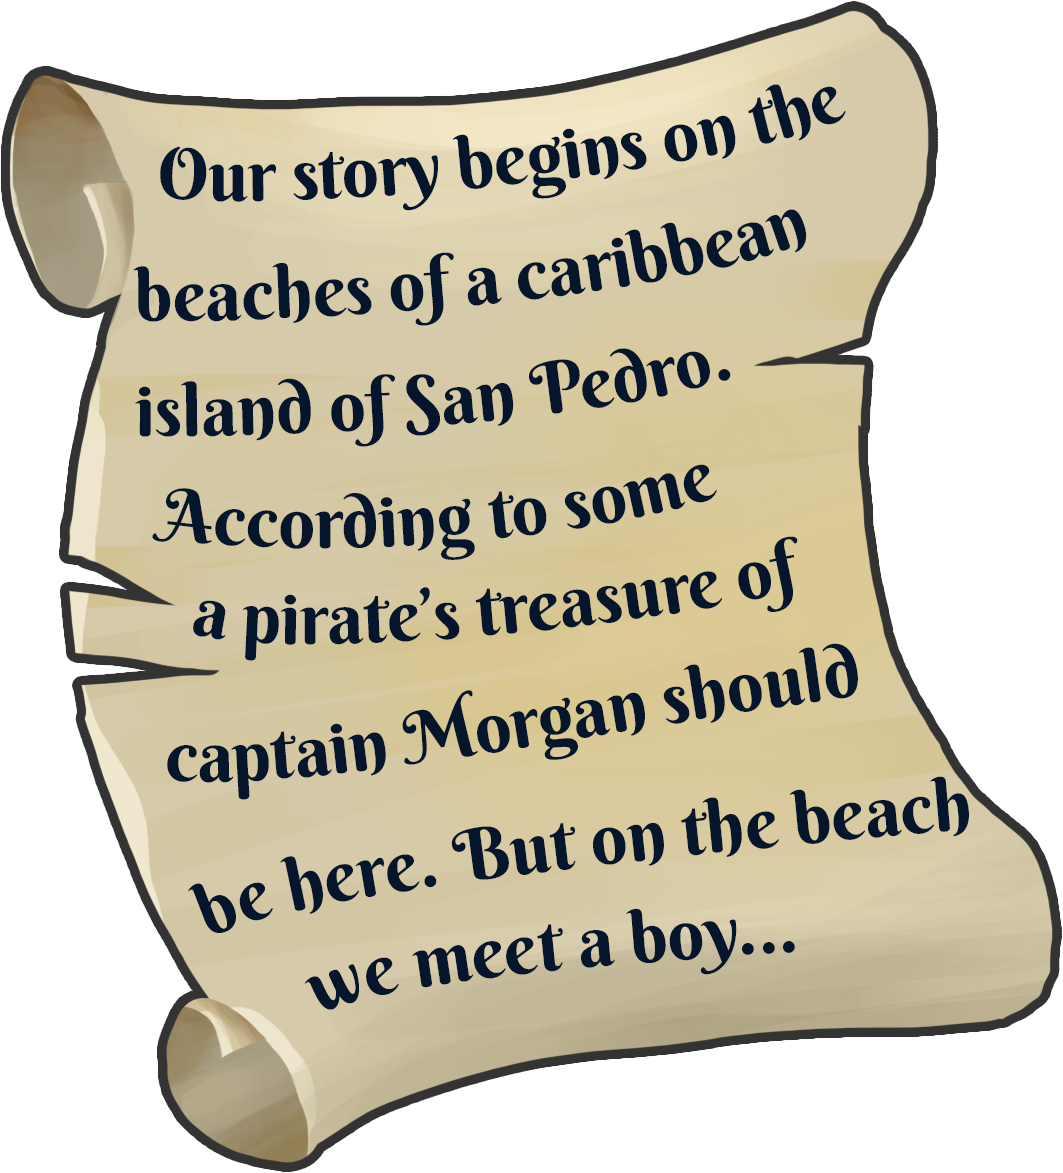 Our story begins on the
beaches of a caribbean
island of San Pedro.
According to some
a pirate’s treasure of
captain Morgan should
be here. But on the beach
we meet a boy...